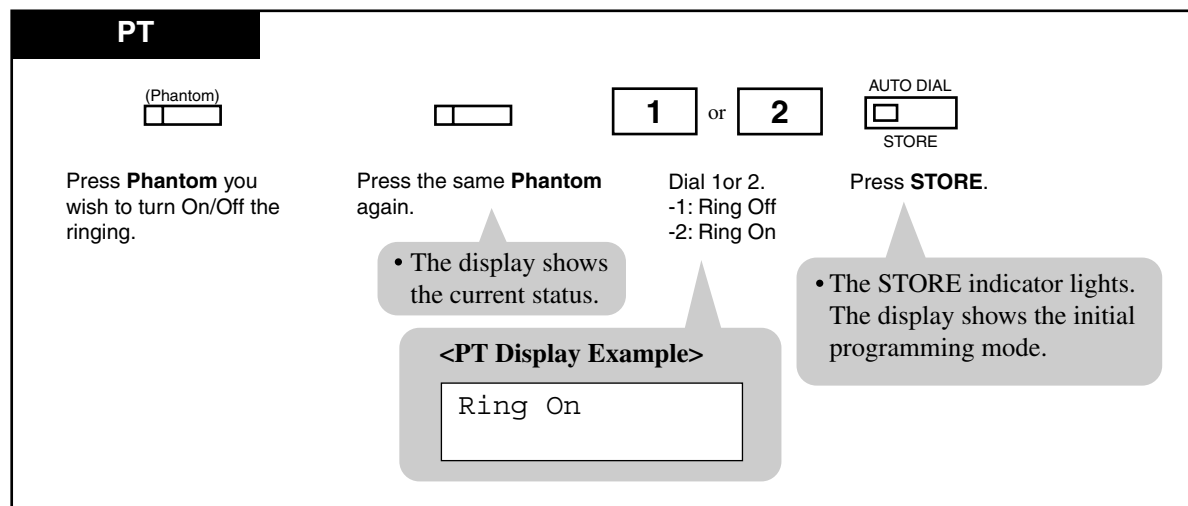 PT
(Phantom)
1 or 2
AUTO DIAL
STORE
Press Phantom you
wish to turn On/Off the
ringing.
Press the same Phantom
again.
• The display shows
the current status.
Dial 1or 2.
-1: Ring Off
-2: Ring On
<PT Display Example>
Ring On
Press STORE.
• The STORE indicator lights.
The display shows the initial
programming mode.